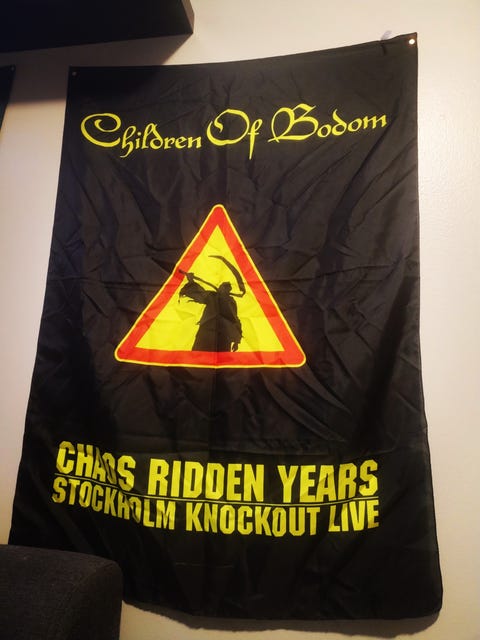 Children Of Bodom
CHAOS RIDDEN YEARS
STOCKHOLM KNOCKOUT LIVE